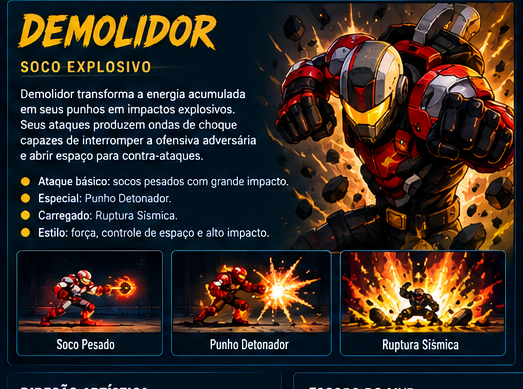 DEMOLIDOR
SOCO EXPLOSIVO
Demolidor transforma a energia acumulada
em seus punhos em impactos explosivos.
Seus ataques produzem ondas de choque
capazes de interromper a ofensiva adversária
e abrir espaço para contra-ataques.
Ataque básico: socos pesados com grande impacto.
Especial: Punho Detonador.
Carregado: Ruptura Sísmica.
Estilo: força, controle de espaço e alto impacto.
Soco Pesado
Punho Detonador
Ruptura Sísmica